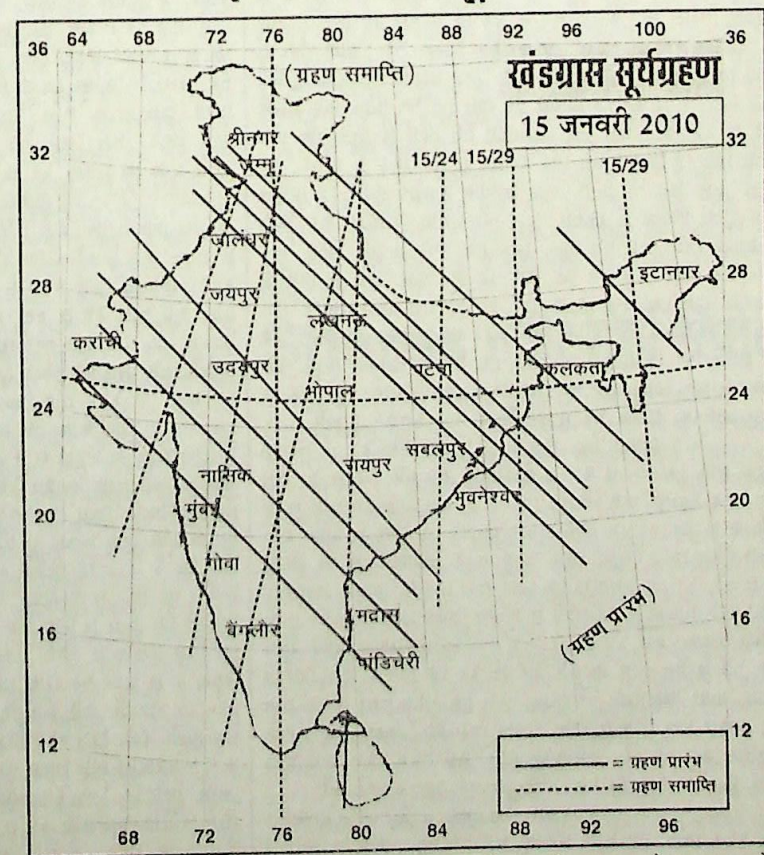 64 68 72 76 80 84 88 92 96 100
36 36
(ग्रहण समाप्ति)
खंडग्रास सूर्यग्रहण
15 जनवरी 2010
श्रीनगर
जम्मू
32 32
15/24 15/29 15/29
जालंधर
28 28
इटानगर
जयपुर
लखनऊ
करांची
उदयपुर
पटना
कलकता
भोपाल
24 24
सबलपुर
रायपुर
नासिक
भुवनेश्वर
20 20
मुंबई
गोवा
16 16
मद्रास
बैंगलोर
(ग्रहण प्रारंभ)
पांडिचेरी
12 12
= ग्रहण प्रारंभ
= ग्रहण समाप्ति
68 72 76 80 84 88 92 96